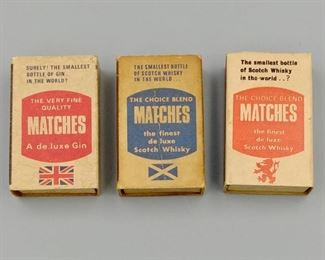 SURELY! THE SMALLEST
BOTTLE OF GIN
IN THE WORLD?
THE VERY FINE
QUALITY
MATCHES
A de luxe Gin
THE SMALLEST BOTTLE
OF SCOTCH WHISKY
IN THE WORLD
THE CHOICE BLEND
MATCHES
the finest
de luxe
Scotch Whisky
The smallest bottle
of Scotch Whisky
in the world..?
THE CHOICE BLEND
MATCHES
the finest
de luxe
Scotch Whisky